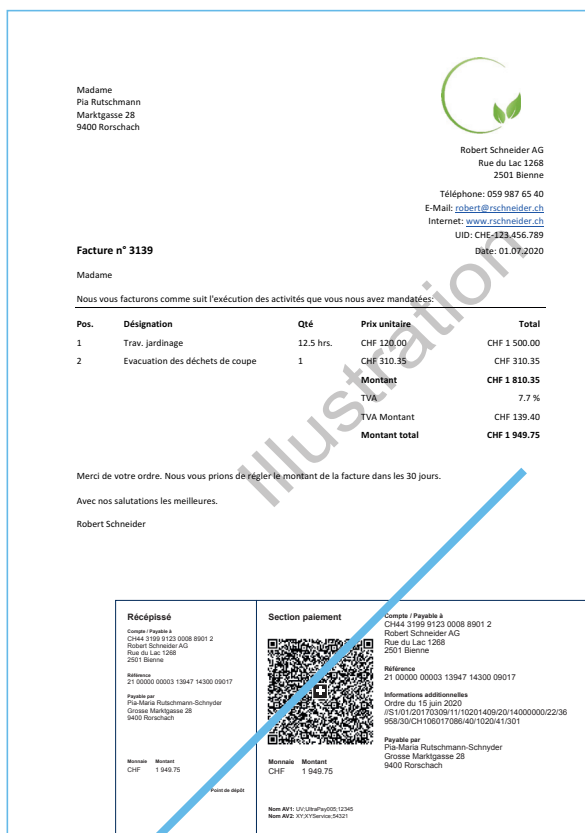 Madame
Pia Rutschmann
Marktgasse 28
9400 Rorschach
Robert Schneider AG
Rue du Lac 1268
2501 Bienne
Téléphone: 059 987 65 40
E-Mail: robert@rschneider.ch
Internet: www.rschneider.ch
UID: CHE-123.456.789
Facture n° 3139 Date: 01.07.2020
Madame
Nous vous facturons comme suit l'exécution des activités que vous nous avez mandatées:
Pos. Désignation Qté Prix unitaire Total
1 Trav. jardinage 12.5 hrs. CHF 120.00 CHF 1 500.00
2 Evacuation des déchets de coupe 1 CHF 310.35 CHF 310.35
Montant CHF 1 810.35
TVA 7.7 %
TVA Montant CHF 139.40
Montant total CHF 1 949.75
Illustration
Merci de votre ordre. Nous vous prions de régler le montant de la facture dans les 30 jours.
Avec nos salutations les meilleures.
Robert Schneider
Récépissé
Compte / Payable à
CH44 3199 9123 0008 8901 2
Robert Schneider AG
Rue du Lac 1268
2501 Bienne
Référence
21 00000 00003 13947 14300 09017
Payable par
Pia-Maria Rutschmann-Schnyder
Grosse Marktgasse 28
9400 Rorschach
Monnaie Montant
CHF 1 949.75
Point de dépôt
Section paiement
Monnaie Montant
CHF 1 949.75
Nom AV1: UV;UltraPay005;12345
Nom AV2: XY;XYService;54321
Compte / Payable à
CH44 3199 9123 0008 8901 2
Robert Schneider AG
Rue du Lac 1268
2501 Bienne
Référence
21 00000 00003 13947 14300 09017
Informations additionnelles
Ordre du 15 juin 2020
//S1/01/20170309/11/10201409/20/14000000/22/36
958/30/CH106017086/40/1020/41/301
Payable par
Pia-Maria Rutschmann-Schnyder
Grosse Marktgasse 28
9400 Rorschach